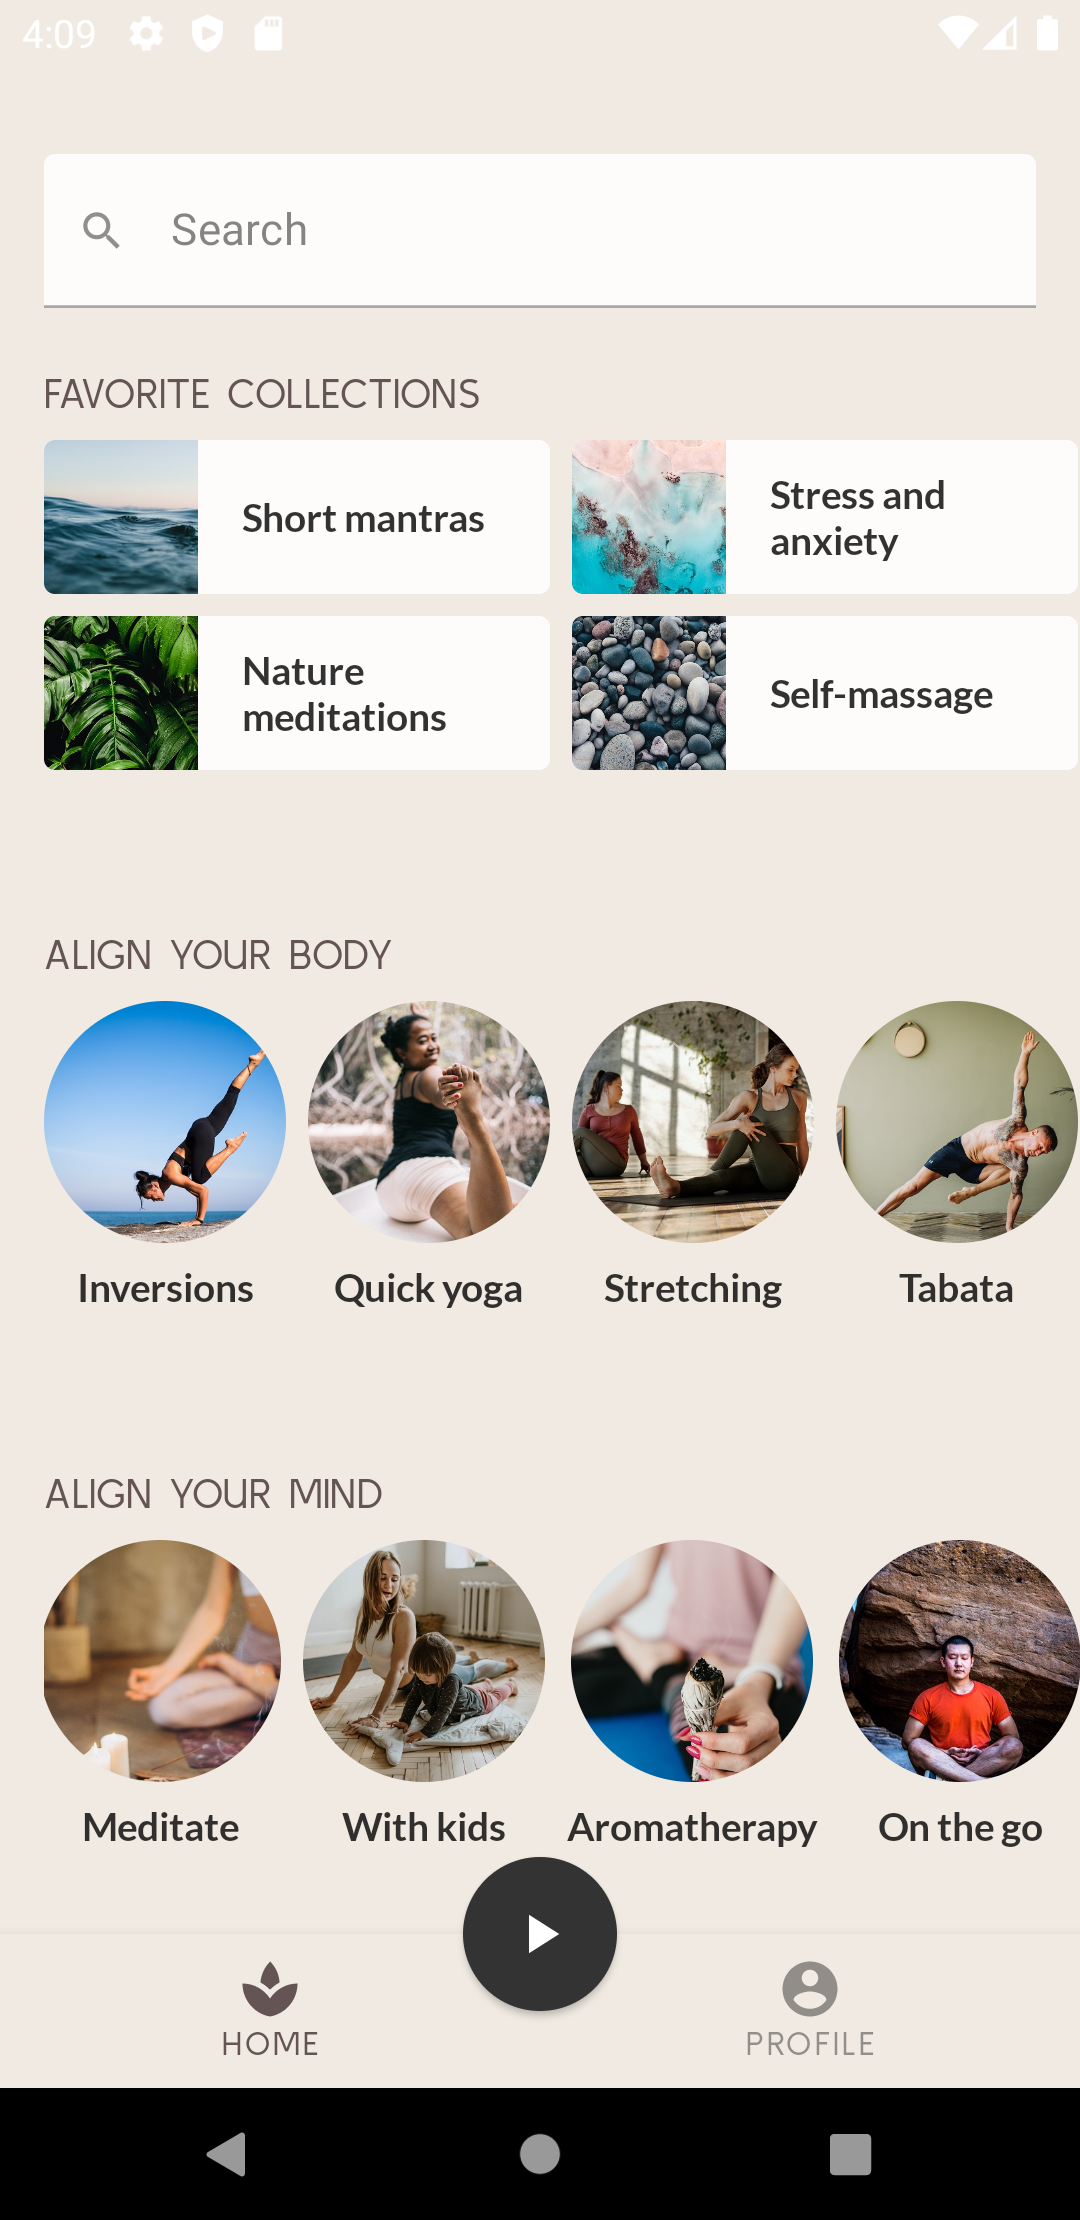 4:09
Search
FAVORITE COLLECTIONS
Short mantras
Stress and
anxiety
Nature
meditations
Self-massage
ALIGN YOUR BODY
Inversions
Quick yoga
Stretching
Tabata
ALIGN YOUR MIND
Meditate
With kids
Aromatherapy
On the go
HOME
PROFILE